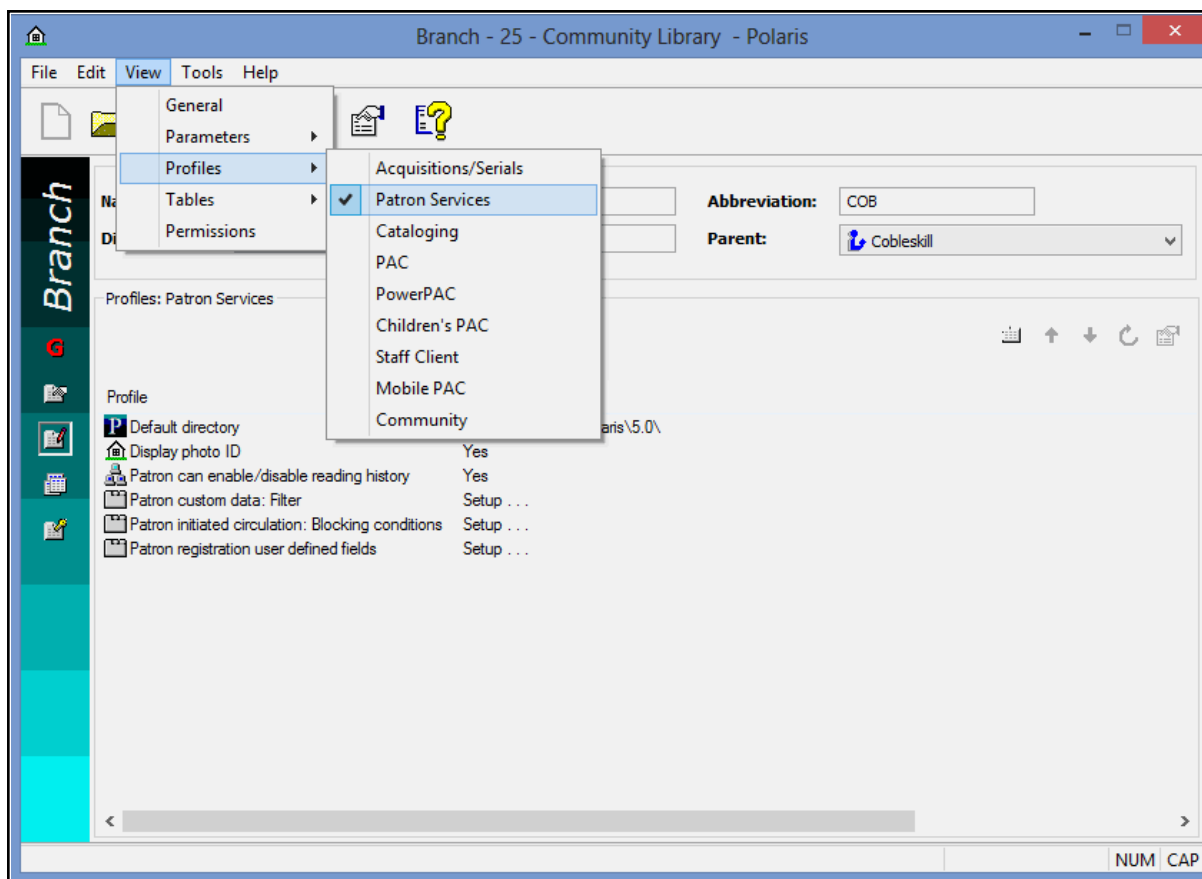 Branch - 25 - Community Library - Polaris
File Edit View Tools Help
General
Parameters
Profiles
Tables
Permissions
Acquisitions/Serials
Patron Services
Cataloging
PAC
PowerPAC
Children's PAC
Staff Client
Mobile PAC
Community
Branch
G
Abbreviation: COB
Parent: Cobleskill
Profiles: Patron Services
Profile
Default directory aris\5.0\
Display photo ID Yes
Patron can enable/disable reading history Yes
Patron custom data: Filter Setup . . .
Patron initiated circulation: Blocking conditions Setup . . .
Patron registration user defined fields Setup . . .
NUM CAP